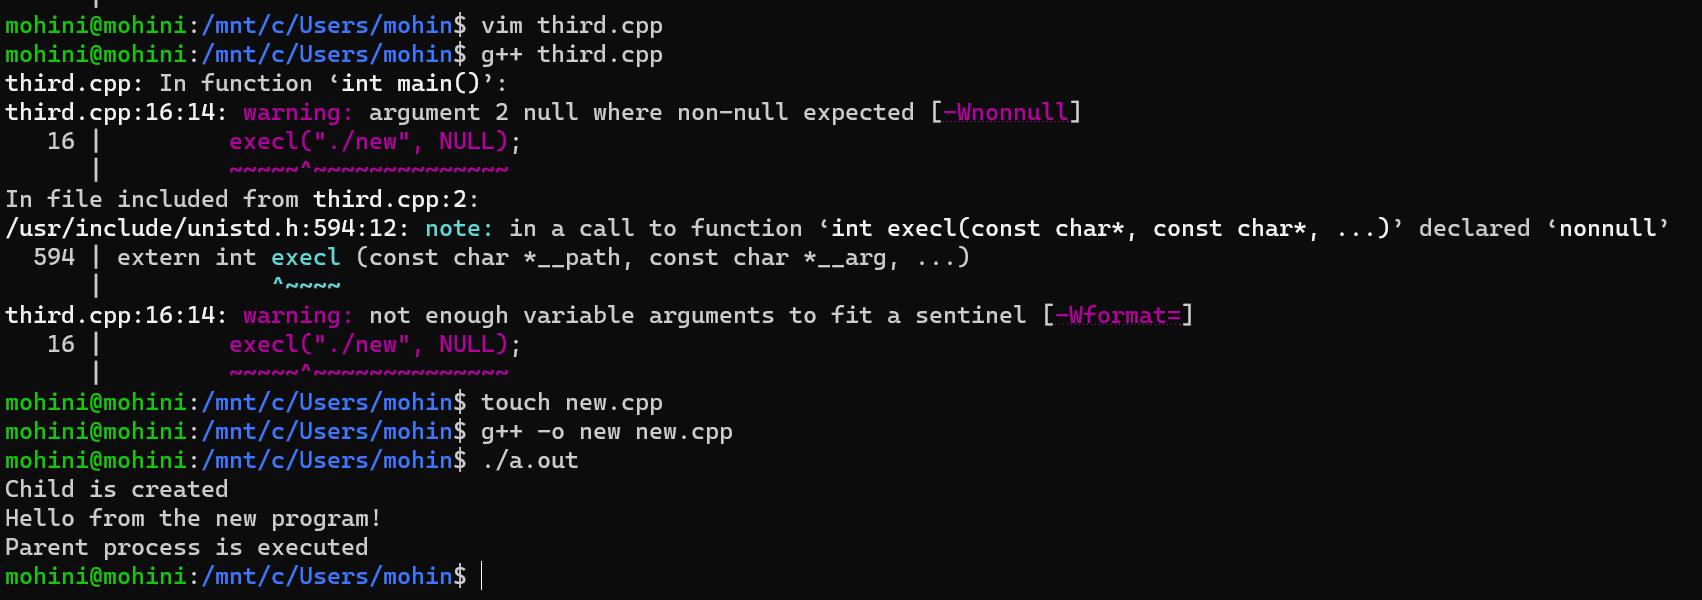 mohini@mohini:/mnt/c/Users/mohin$ vim third.cpp
mohini@mohini:/mnt/c/Users/mohin$ g++ third.cpp
third.cpp: In function ‘int main()’:
third.cpp:16:14: warning: argument 2 null where non-null expected [-Wnonnull]
   16 |         execl("./new", NULL);
      |         ~~~~~^~~~~~~~~~~~~~~
In file included from third.cpp:2:
/usr/include/unistd.h:594:12: note: in a call to function ‘int execl(const char*, const char*, ...)’ declared ‘nonnull’
  594 | extern int execl (const char *__path, const char *__arg, ...)
      |            ^~~~~
third.cpp:16:14: warning: not enough variable arguments to fit a sentinel [-Wformat=]
   16 |         execl("./new", NULL);
      |         ~~~~~^~~~~~~~~~~~~~~
mohini@mohini:/mnt/c/Users/mohin$ touch new.cpp
mohini@mohini:/mnt/c/Users/mohin$ g++ -o new new.cpp
mohini@mohini:/mnt/c/Users/mohin$ ./a.out
Child is created
Hello from the new program!
Parent process is executed
mohini@mohini:/mnt/c/Users/mohin$